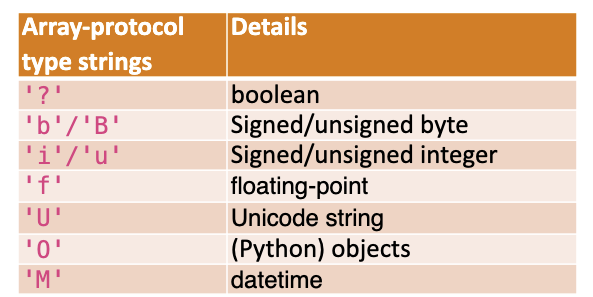 Array-protocol type strings Details
'?' boolean
'b'/'B' Signed/unsigned byte
'i'/'u' Signed/unsigned integer
'f' floating-point
'U' Unicode string
'O' (Python) objects
'M' datetime